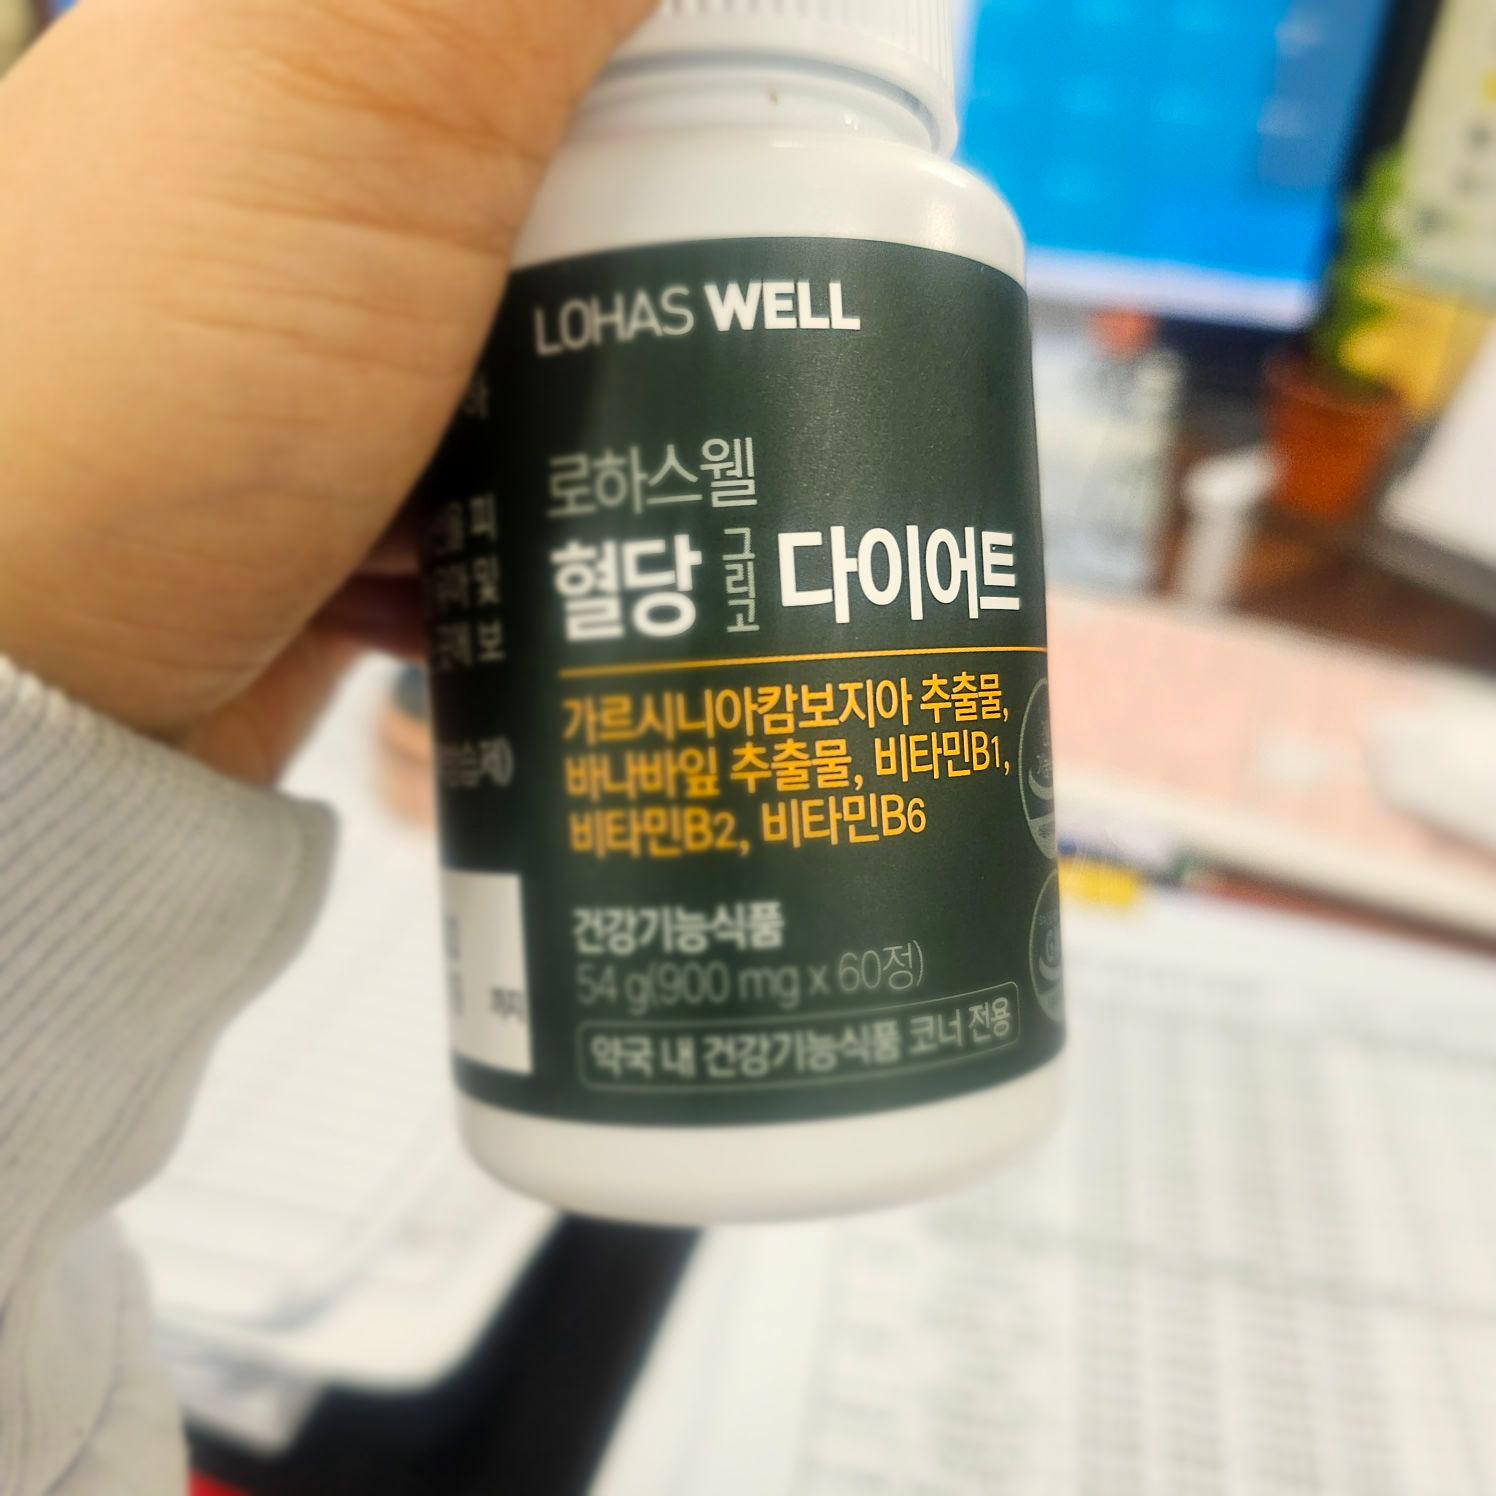 LOHAS WELL
로하스웰
혈당 그리고 다이어트
가르시니아캄보지아 추출물,
바나바잎 추출물, 비타민B1,
비타민B2, 비타민B6
건강기능식품
54 g(900 mg x 60정)
약국 내 건강기능식품 코너 전용
까지